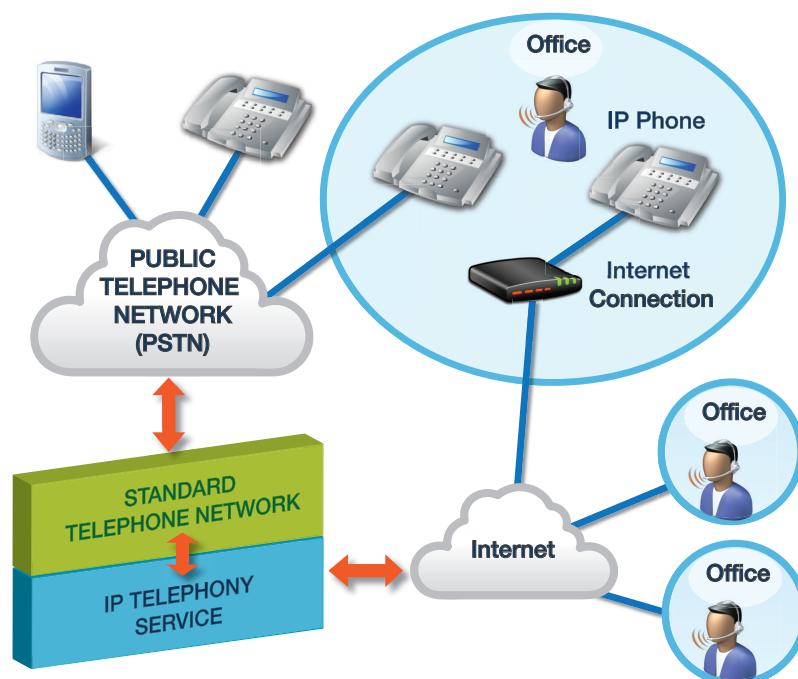 Office
IP Phone
PUBLIC
TELEPHONE
NETWORK
(PSTN)
Internet
Connection
STANDARD
TELEPHONE NETWORK
IP TELEPHONY
SERVICE
Internet
Office
Office